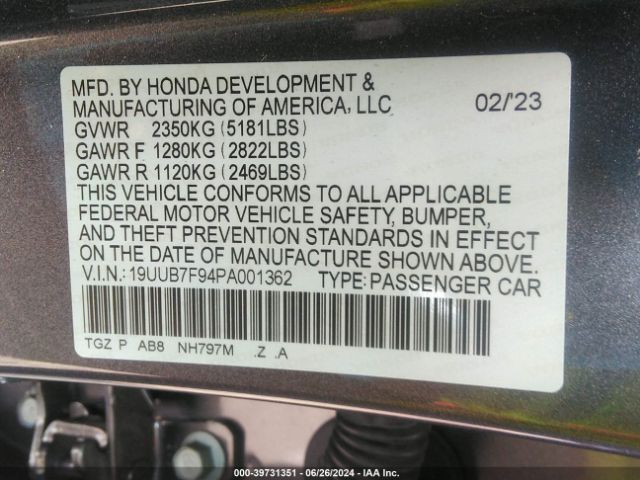 MFD. BY HONDA DEVELOPMENT &
MANUFACTURING OF AMERICA, LLC 02/'23
GVWR 2350KG (5181LBS)
GAWR F 1280KG (2822LBS)
GAWR R 1120KG (2469LBS)
THIS VEHICLE CONFORMS TO ALL APPLICABLE
FEDERAL MOTOR VEHICLE SAFETY, BUMPER,
AND THEFT PREVENTION STANDARDS IN EFFECT
ON THE DATE OF MANUFACTURE SHOWN ABOVE.
V.I.N.: 19UUB7F94PA001362 TYPE: PASSENGER CAR
TGZ P AB8 NH797M .Z .A
000-39731351 - 06/26/2024 - IAA Inc.